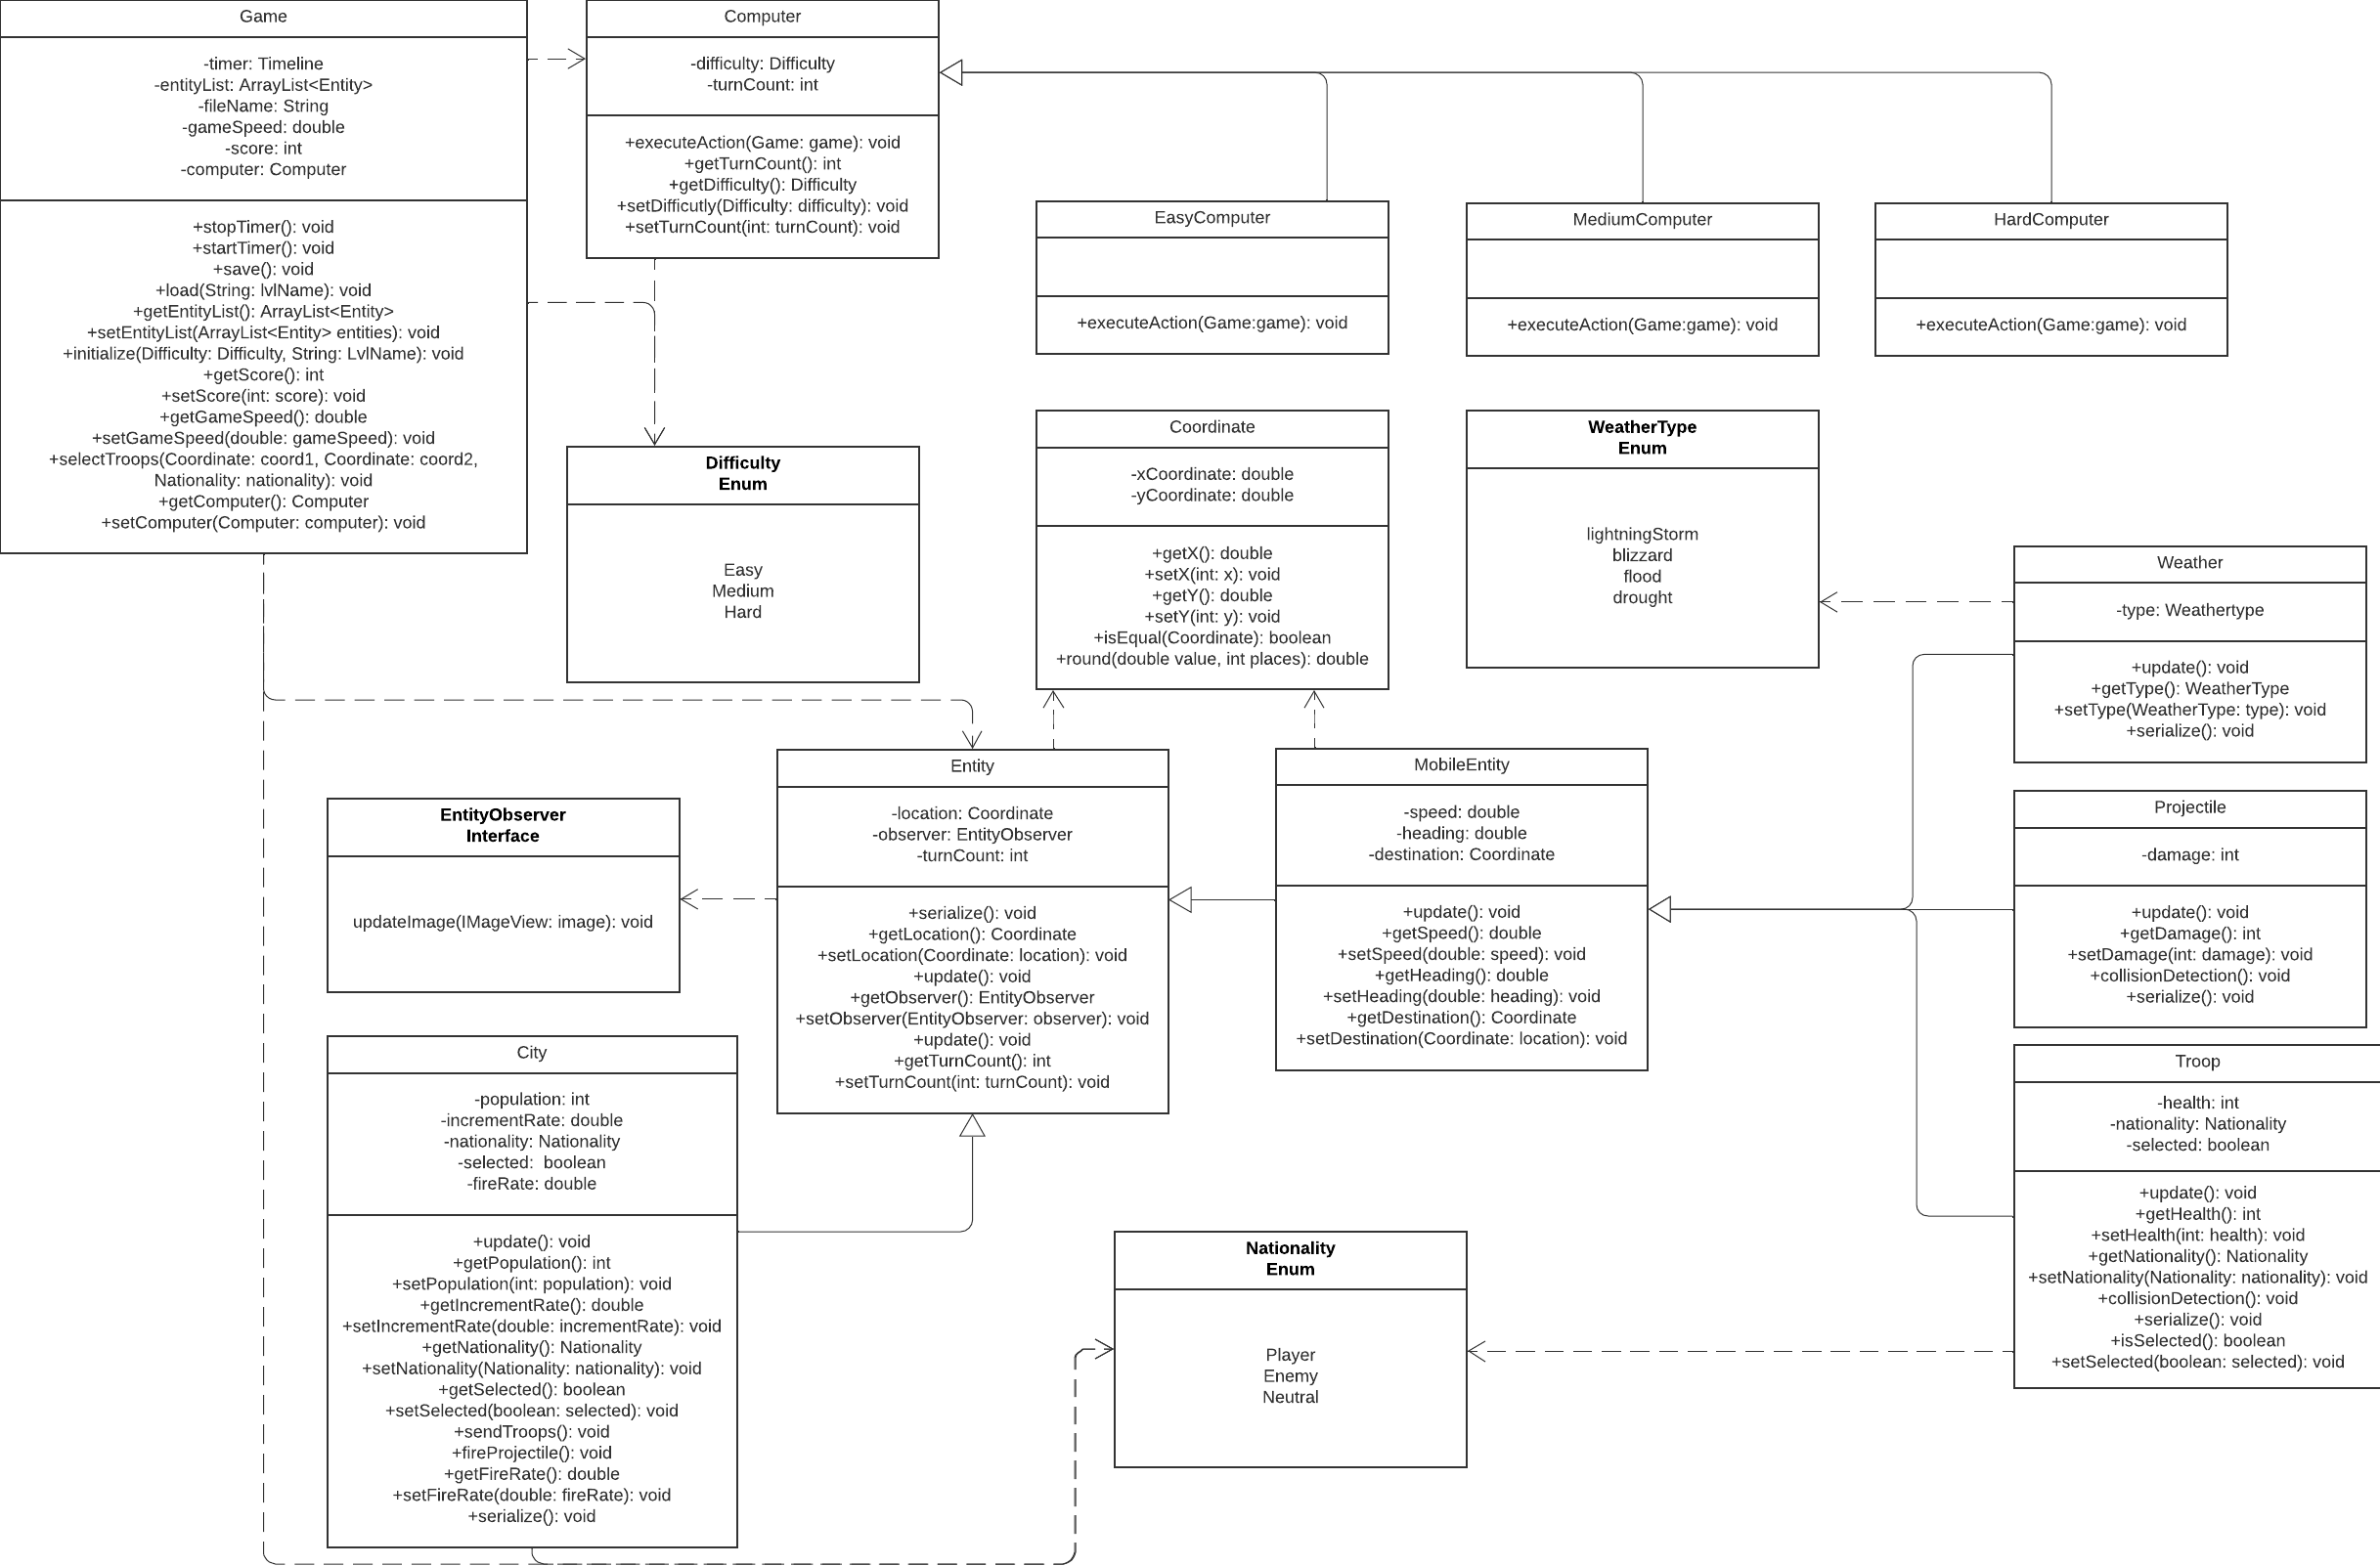 Game
-timer: Timeline
-entityList: ArrayList<Entity>
-fileName: String
-gameSpeed: double
-score: int
-computer: Computer
+stopTimer(): void
+startTimer(): void
+save(): void
+load(String: lvlName): void
+getEntityList(): ArrayList<Entity>
+setEntityList(ArrayList<Entity> entities): void
+initialize(Difficulty: Difficulty, String: LvlName): void
+getScore(): int
+setScore(int: score): void
+getGameSpeed(): double
+setGameSpeed(double: gameSpeed): void
+selectTroops(Coordinate: coord1, Coordinate: coord2,
Nationality: nationality): void
+getComputer(): Computer
+setComputer(Computer: computer): void
Computer
-difficulty: Difficulty
-turnCount: int
+executeAction(Game: game): void
+getTurnCount(): int
+getDifficulty(): Difficulty
+setDifficutly(Difficulty: difficulty): void
+setTurnCount(int: turnCount): void
EasyComputer
+executeAction(Game:game): void
MediumComputer
+executeAction(Game:game): void
HardComputer
+executeAction(Game:game): void
Difficulty
Enum
Easy
Medium
Hard
Coordinate
-xCoordinate: double
-yCoordinate: double
+getX(): double
+setX(int: x): void
+getY(): double
+setY(int: y): void
+isEqual(Coordinate): boolean
+round(double value, int places): double
WeatherType
Enum
lightningStorm
blizzard
flood
drought
Weather
-type: Weathertype
+update(): void
+getType(): WeatherType
+setType(WeatherType: type): void
+serialize(): void
EntityObserver
Interface
updateImage(IMageView: image): void
Entity
-location: Coordinate
-observer: EntityObserver
-turnCount: int
+serialize(): void
+getLocation(): Coordinate
+setLocation(Coordinate: location): void
+update(): void
+getObserver(): EntityObserver
+setObserver(EntityObserver: observer): void
+update(): void
+getTurnCount(): int
+setTurnCount(int: turnCount): void
MobileEntity
-speed: double
-heading: double
-destination: Coordinate
+update(): void
+getSpeed(): double
+setSpeed(double: speed): void
+getHeading(): double
+setHeading(double: heading): void
+getDestination(): Coordinate
+setDestination(Coordinate: location): void
Projectile
-damage: int
+update(): void
+getDamage(): int
+setDamage(int: damage): void
+collisionDetection(): void
+serialize(): void
City
-population: int
-incrementRate: double
-nationality: Nationality
-selected:  boolean
-fireRate: double
+update(): void
+getPopulation(): int
+setPopulation(int: population): void
+getIncrementRate(): double
+setIncrementRate(double: incrementRate): void
+getNationality(): Nationality
+setNationality(Nationality: nationality): void
+getSelected(): boolean
+setSelected(boolean: selected): void
+sendTroops(): void
+fireProjectile(): void
+getFireRate(): double
+setFireRate(double: fireRate): void
+serialize(): void
Nationality
Enum
Player
Enemy
Neutral
Troop
-health: int
-nationality: Nationality
-selected: boolean
+update(): void
+getHealth(): int
+setHealth(int: health): void
+getNationality(): Nationality
+setNationality(Nationality: nationality): void
+collisionDetection(): void
+serialize(): void
+isSelected(): boolean
+setSelected(boolean: selected): void